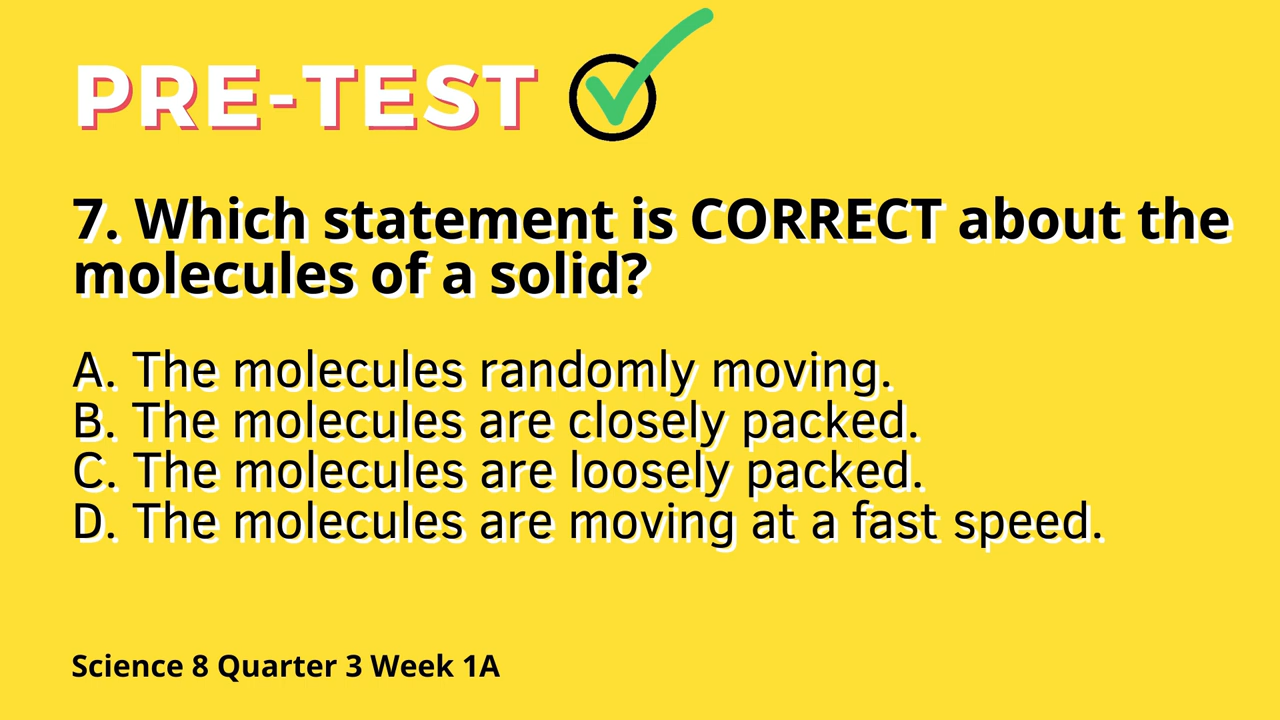 PRE-TEST
7. Which statement is CORRECT about the
molecules of a solid?
A. The molecules randomly moving.
B. The molecules are closely packed.
C. The molecules are loosely packed.
D. The molecules are moving at a fast speed.
Science 8 Quarter 3 Week 1A